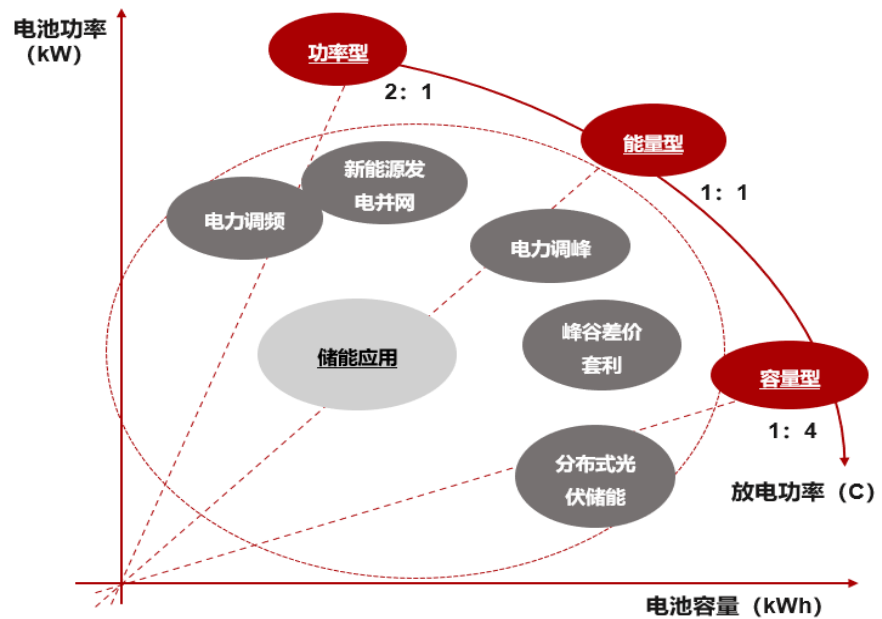 电池功率
（kW）
功率型
2：1
能量型
1：1
新能源发
电并网
电力调频
电力调峰
峰谷差价
套利
储能应用
容量型
1：4
分布式光
伏储能
放电功率（C）
电池容量（kWh）